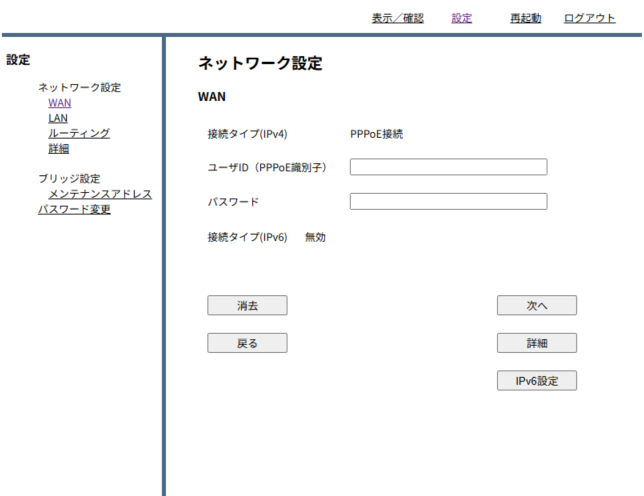 表示／確認 設定 再起動 ログアウト
設定
ネットワーク設定
WAN
LAN
ルーティング
詳細
ブリッジ設定
メンテナンスアドレス
パスワード変更
ネットワーク設定
WAN
接続タイプ(IPv4) PPPoE接続
ユーザID（PPPoE識別子）
パスワード
接続タイプ(IPv6) 無効
消去 次へ
戻る 詳細
IPv6設定